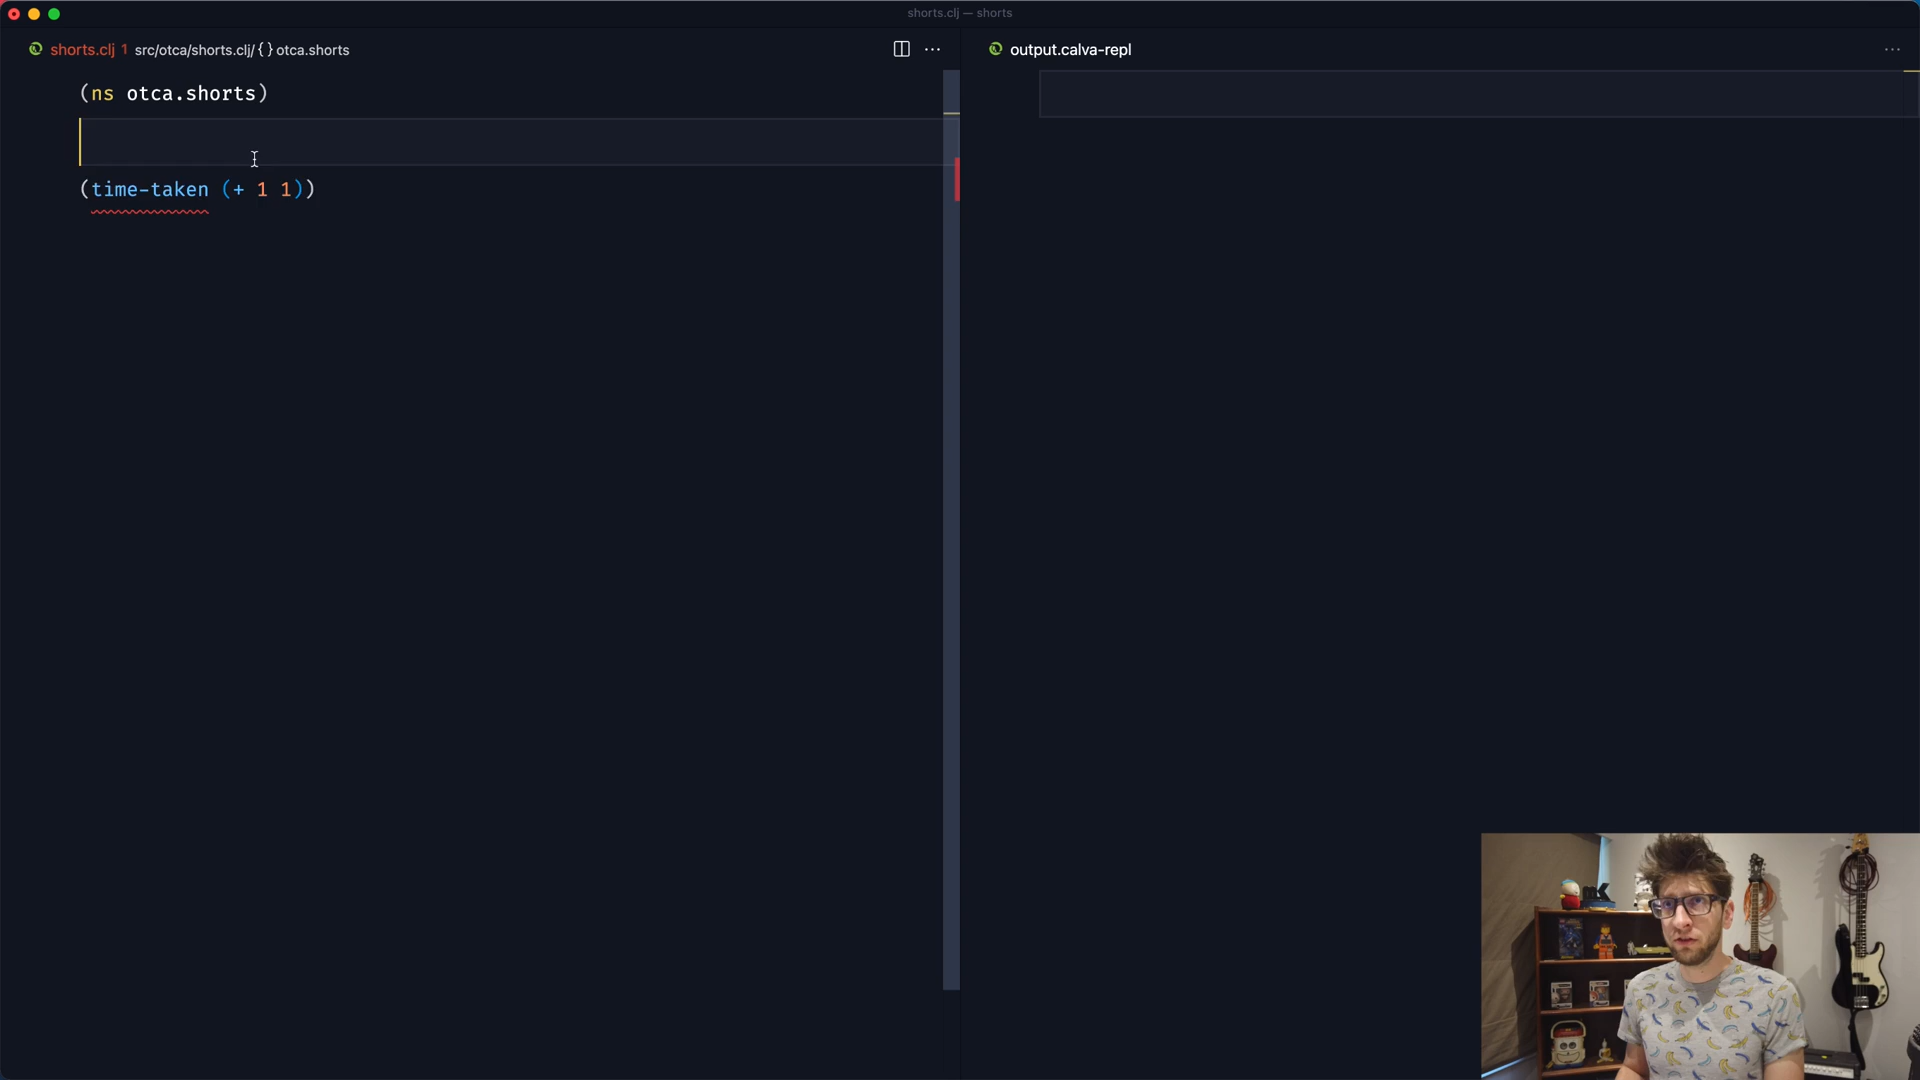 shorts.clj — shorts
shorts.clj 1 src/otca/shorts.clj/ {} otca.shorts
output.calva-repl
(ns otca.shorts)
(time-taken (+ 1 1))